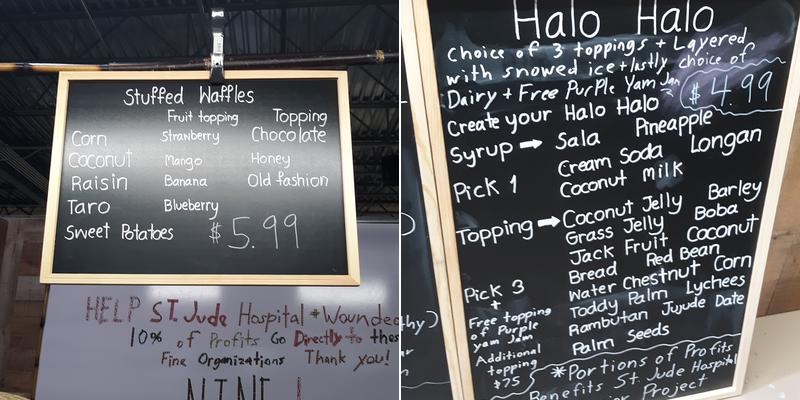 Stuffed Waffles
Fruit topping Topping
Corn Strawberry Chocolate
Coconut Mango Honey
Raisin Banana Old fashion
Taro Blueberry
Sweet Potatoes $5.99
HELP ST. Jude Hospital + Wounded
10% of Profits Go Directly to thes
Fine Organizations Thank you!
Halo Halo
Choice of 3 toppings + Layered
with snowed ice + lastly choice of
Dairy + Free Purple Yam Jam
$4.99
Create your Halo Halo
Syrup Sala Pineapple
Cream Soda Longan
Pick 1 Coconut Milk
Topping Coconut Jelly Barley
Grass Jelly Boba
Jack Fruit Coconut
Bread Red Bean
Pick 3 Water Chestnut Corn
+ Toddy Palm Lychees
Free topping Rambutan Jujude Date
of Purple Palm Seeds
yam Jam
Additional
topping
$75
*Portions of Profits
Benefits St. Jude Hospital
Project